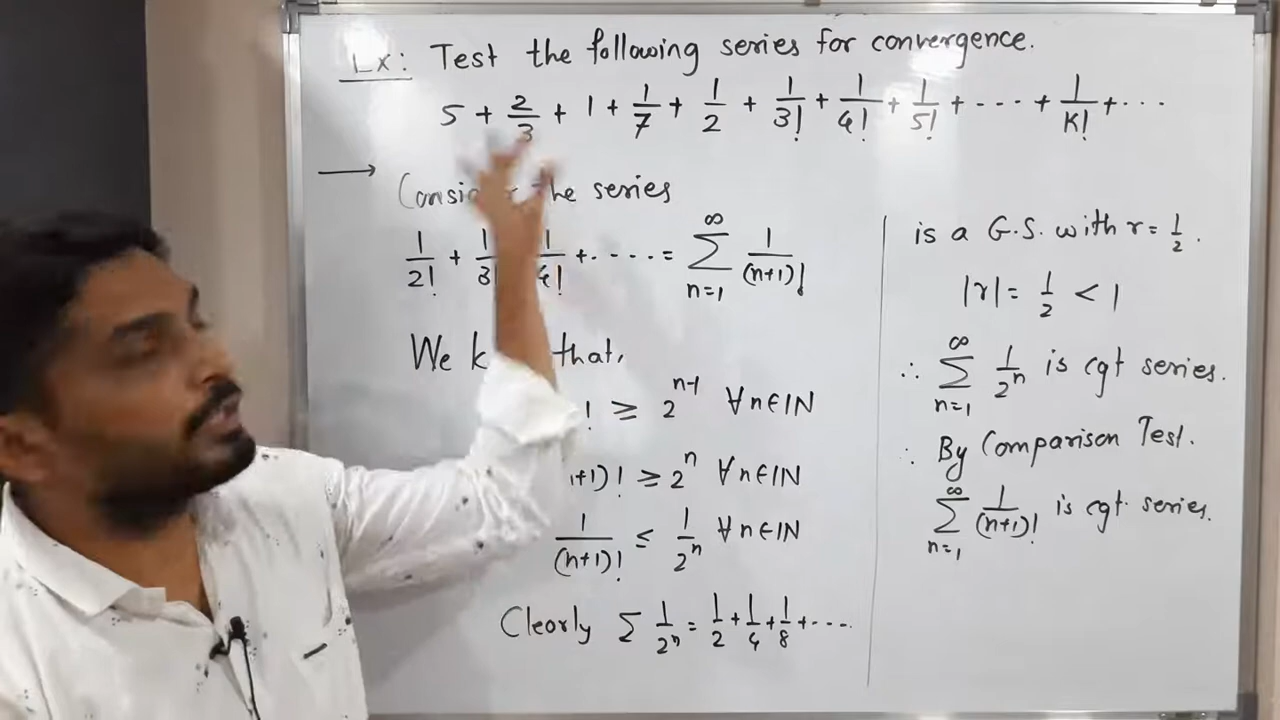 Ex: Test the following series for convergence.
5 + 2/3 + 1 + 1/7 + 1/2 + 1/3! + 1/4! + 1/5! + - - - + 1/K! + - - -
⟶ the series
1/2! + + - - - - = ∑_{n=1}^{∞} 1/(n+1)!
We that,
! ≥ 2^{n-1} ∀n∈IN
+1)! ≥ 2^n ∀n∈IN
1/(n+1)! ≤ 1/2^n ∀n∈IN
Clearly ∑ 1/2^n = 1/2 + 1/4 + 1/8 + - - - -
is a G.S. with r = 1/2.
|r| = 1/2 < 1
∴ ∑_{n=1}^{∞} 1/2^n is cgt series.
∴ By Comparison Test.
∑_{n=1}^{∞} 1/(n+1)! is cgt. series.